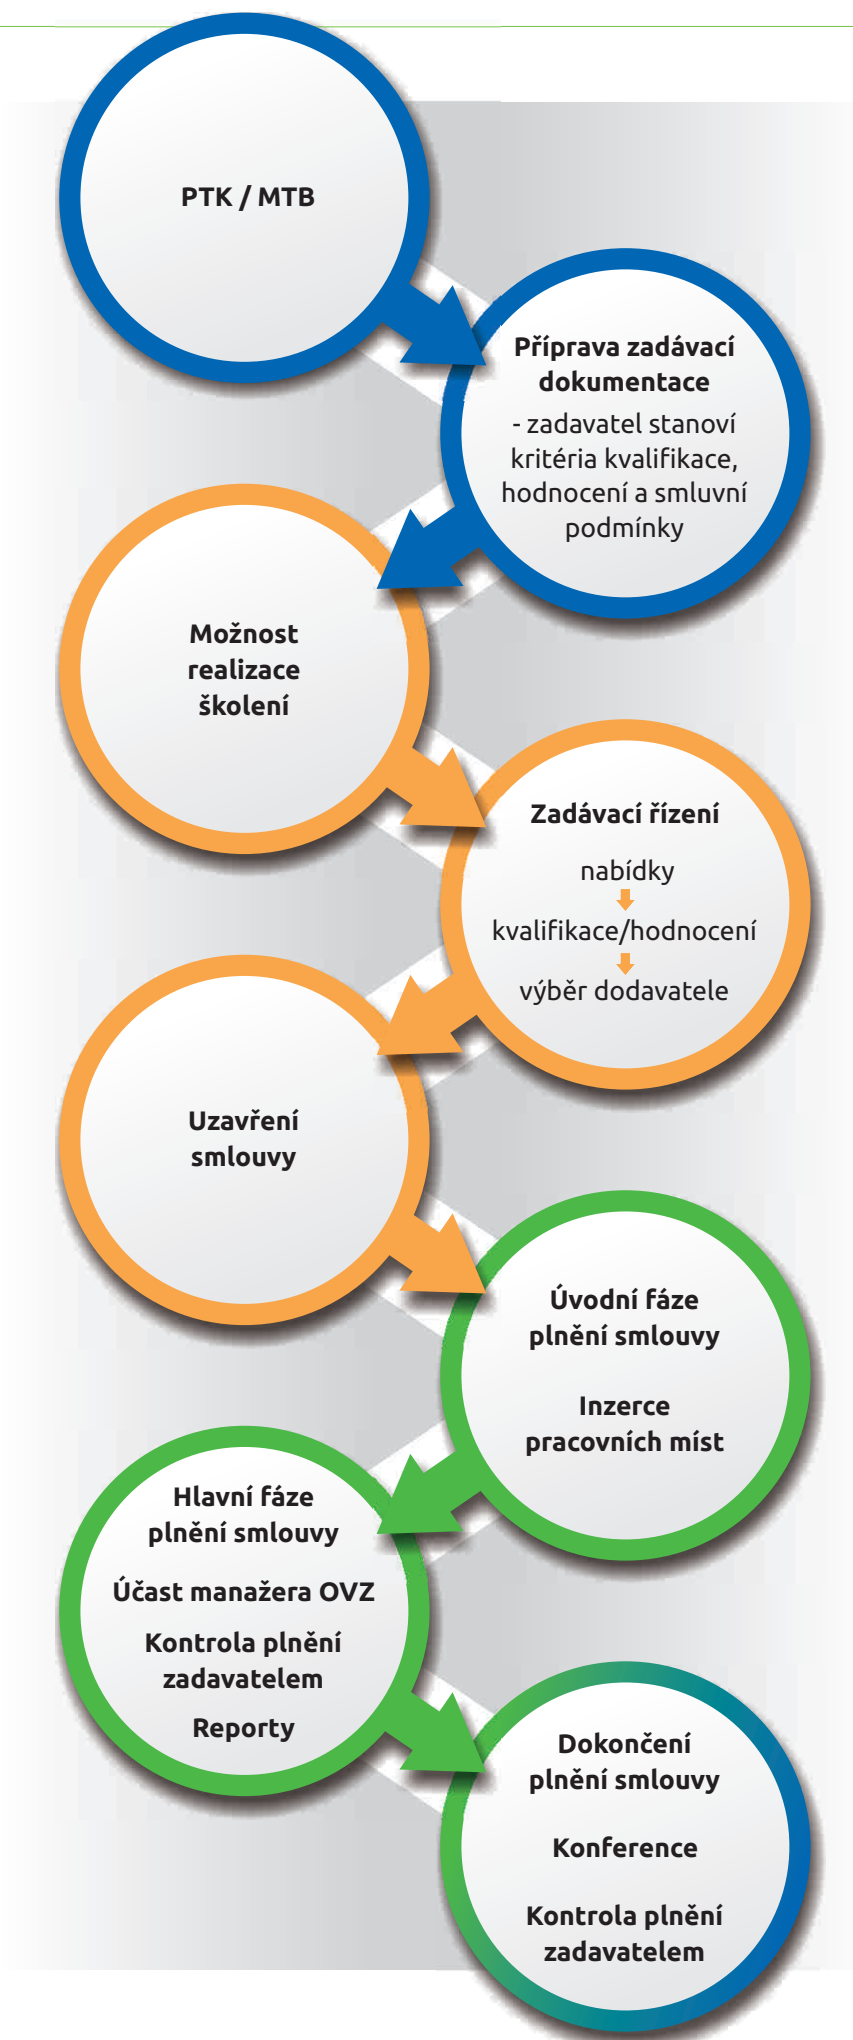 PTK / MTB
Příprava zadávací
dokumentace
- zadavatel stanoví
kritéria kvalifikace,
hodnocení a smluvní
podmínky
Možnost
realizace
školení
Zadávací řízení
nabídky
kvalifikace/hodnocení
výběr dodavatele
Uzavření
smlouvy
Úvodní fáze
plnění smlouvy
Inzerce
pracovních míst
Hlavní fáze
plnění smlouvy
Účast manažera OVZ
Kontrola plnění
zadavatelem
Reporty
Dokončení
plnění smlouvy
Konference
Kontrola plnění
zadavatelem